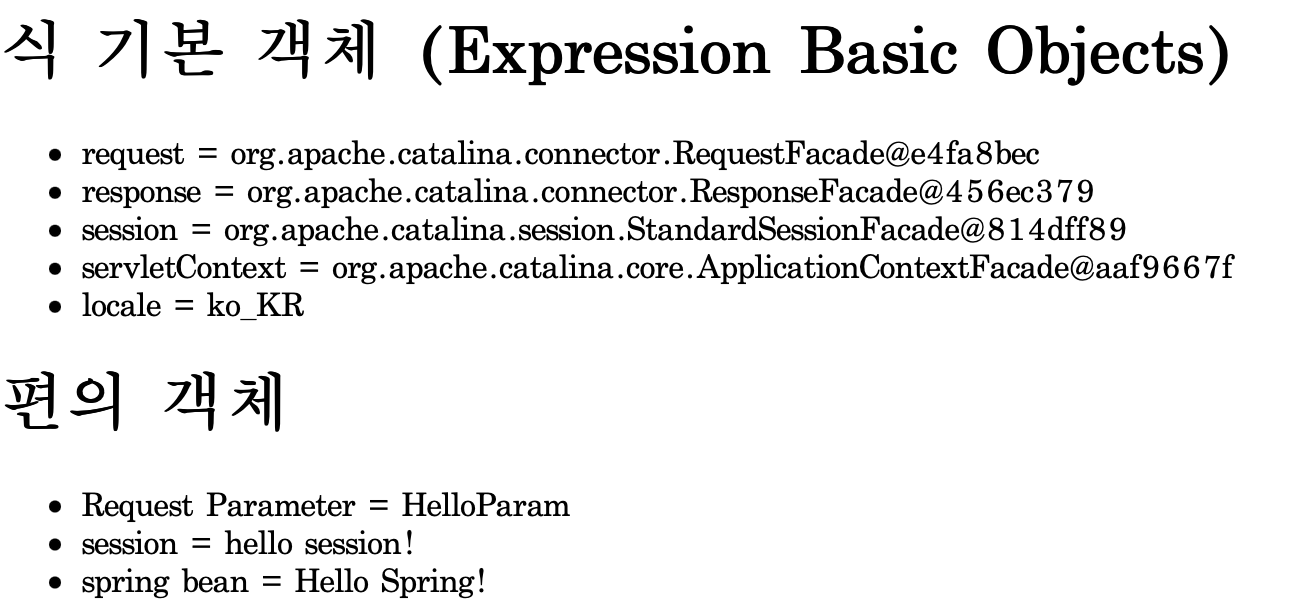 식 기본 객체 (Expression Basic Objects)
• request = org.apache.catalina.connector.RequestFacade@e4fa8bec
• response = org.apache.catalina.connector.ResponseFacade@456ec379
• session = org.apache.catalina.session.StandardSessionFacade@814dff89
• servletContext = org.apache.catalina.core.ApplicationContextFacade@aaf9667f
• locale = ko_KR
편의 객체
• Request Parameter = HelloParam
• session = hello session!
• spring bean = Hello Spring!